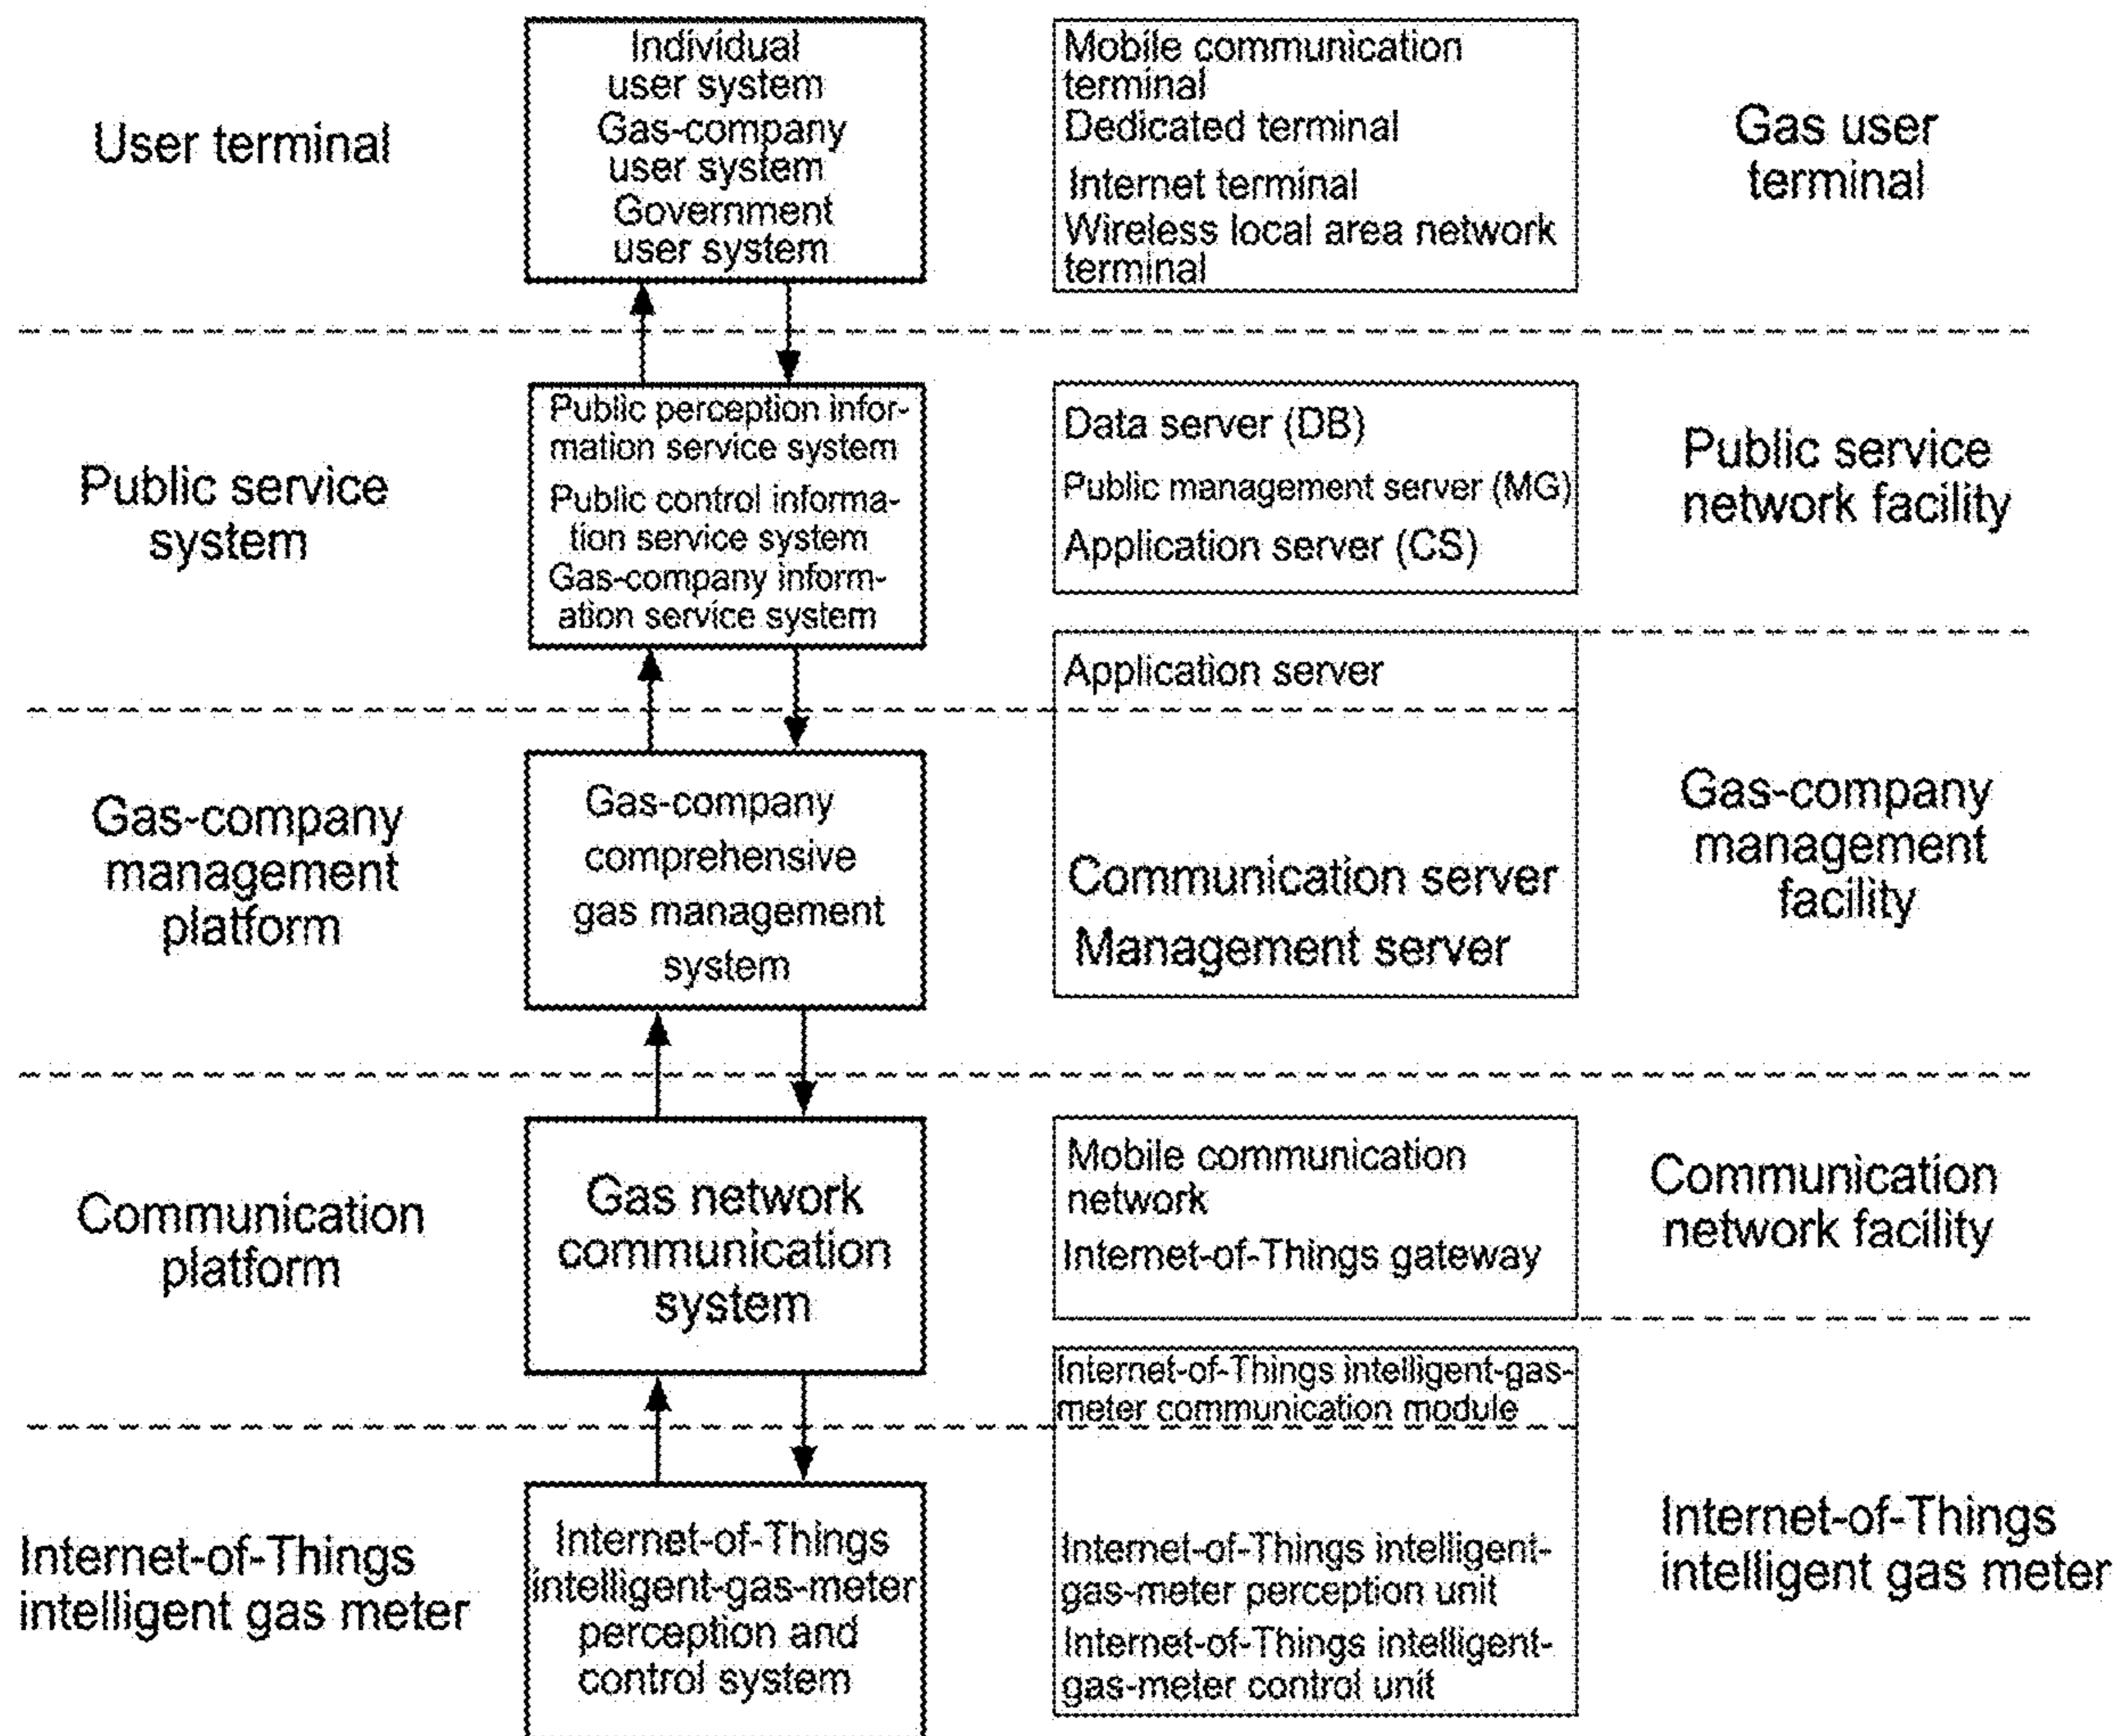 User terminal
Individual
user system
Gas-company
user system
Government
user system
Mobile communication
terminal
Dedicated terminal
Internet terminal
Wireless local area network
terminal
Gas user
terminal
Public service
system
Public perception infor-
mation service system
Public control informa-
tion service system
Gas-company inform-
ation service system
Data server (DB)
Public management server (MG)
Application server (CS)
Public service
network facility
Application server
Gas-company
management
platform
Gas-company
comprehensive
gas management
system
Communication server
Management server
Gas-company
management
facility
Communication
platform
Gas network
communication
system
Mobile communication
network
Internet-of-Things gateway
Communication
network facility
Internet-of-Things intelligent-gas-
meter communication module
Internet-of-Things
intelligent gas meter
Internet-of-Things
intelligent-gas-meter
perception and
control system
Internet-of-Things intelligent-
gas-meter perception unit
Internet-of-Things intelligent-
gas-meter control unit
Internet-of-Things
intelligent gas meter